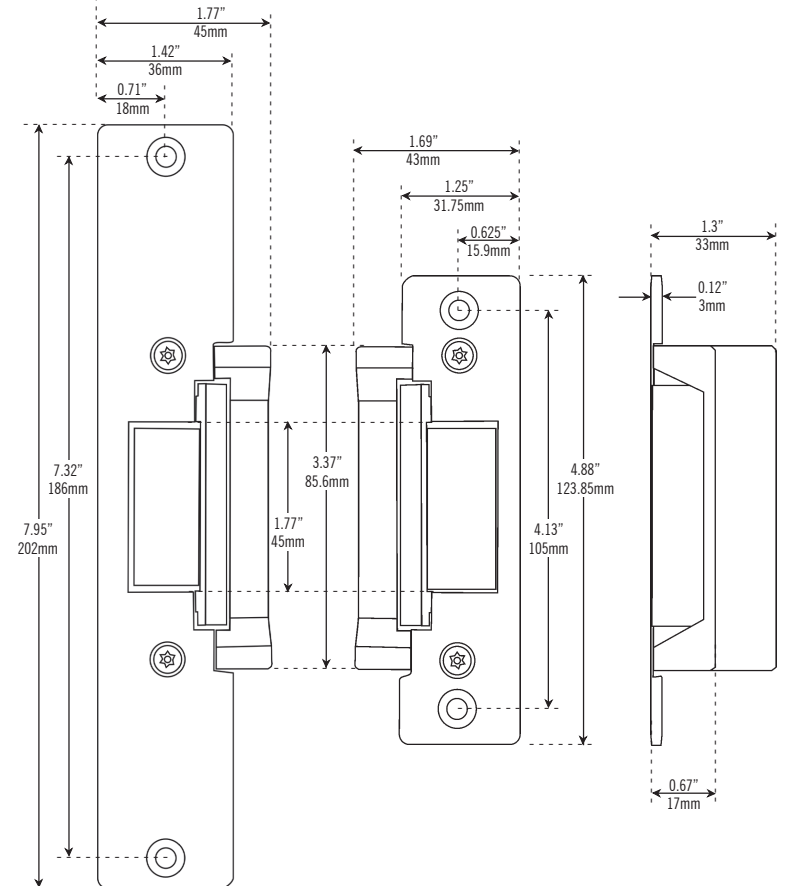 1.77”
45mm
1.42”
36mm
0.71”
18mm
1.69”
43mm
1.25”
31.75mm
0.625”
15.9mm
1.3”
33mm
0.12”
3mm
7.32”
186mm
7.95”
202mm
3.37”
85.6mm
1.77”
45mm
4.88”
123.85mm
4.13”
105mm
0.67”
17mm